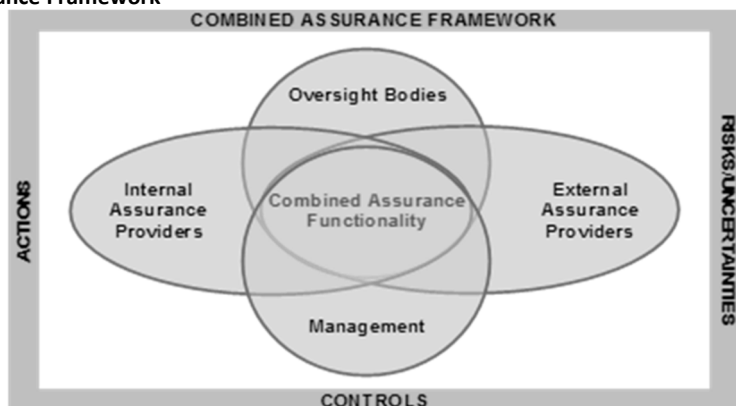 ance Framework
COMBINED ASSURANCE FRAMEWORK
Oversight Bodies
ACTIONS
Internal
Assurance
Providers
Combined Assurance
Functionality
External
Assurance
Providers
RISKS/UNCERTAINTIES
Management
CONTROLS